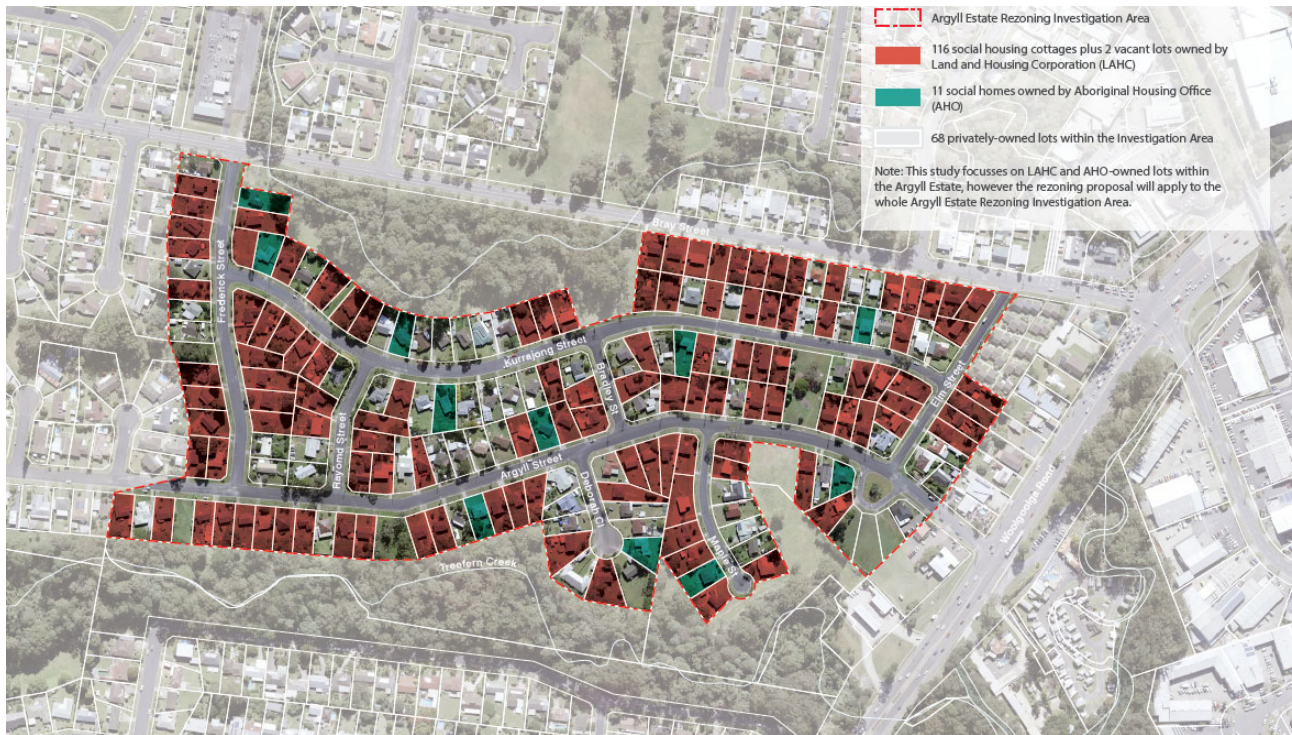 Argyll Estate Rezoning Investigation Area
116 social housing cottages plus 2 vacant lots owned by
Land and Housing Corporation (LAHC)
11 social homes owned by Aboriginal Housing Office
(AHO)
68 privately-owned lots within the Investigation Area
Note: This study focusses on LAHC and AHO-owned lots within
the Argyll Estate, however the rezoning proposal will apply to the
whole Argyll Estate Rezoning Investigation Area.
Bray Street
Frederick Street
Kurrajong Street
Bradley St
Elm Street
Rayomd Street
Argyll Street
Deborah Cl
Maple St
Woolgoolga Road
Treefern Creek